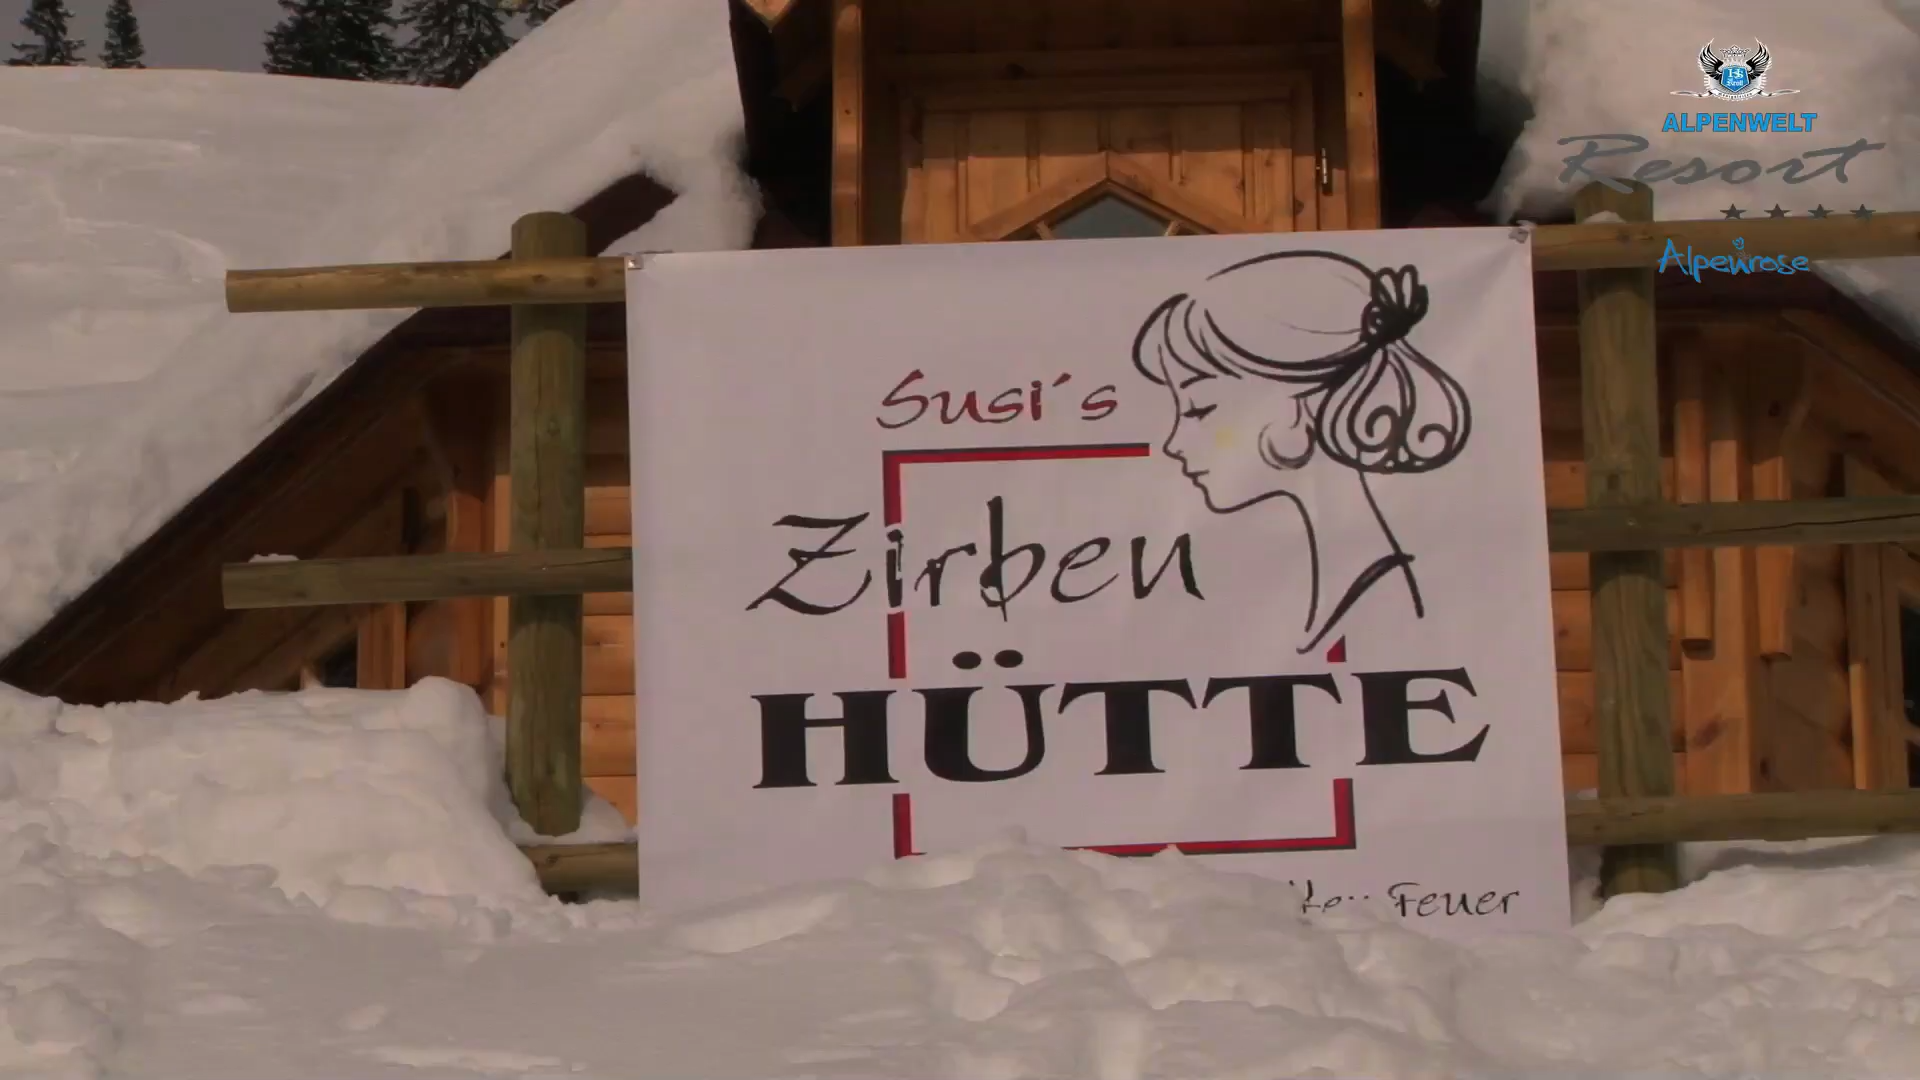 ALPENWELT
Resort
Alpenrose
Susi´s
Zirben
HÜTTE
Feuer